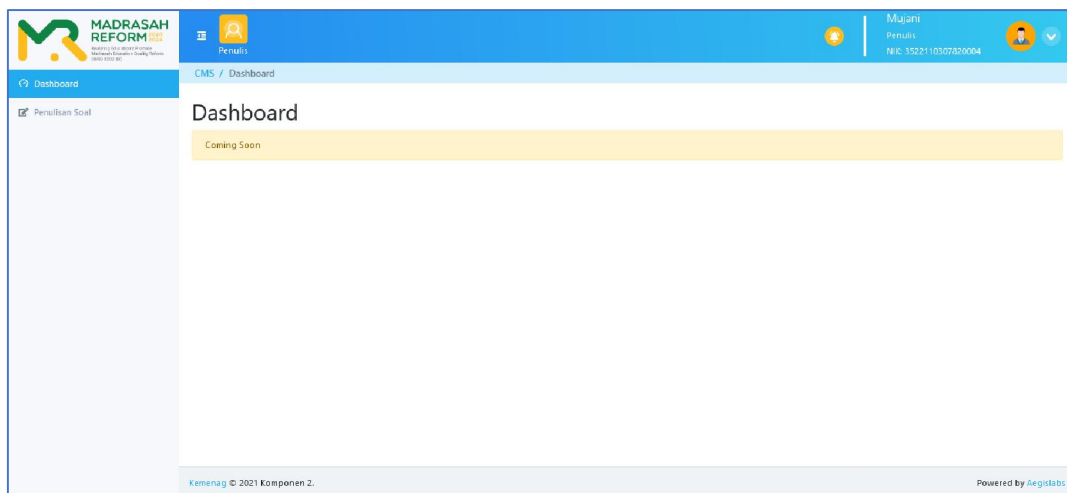 MADRASAH
REFORM
Penulis
Mujani
Penulis
NIK: 3522110307820004
Dashboard
Penulisan Soal
CMS / Dashboard
Dashboard
Coming Soon
Kemenag © 2021 Komponen 2.
Powered by Aegislabs